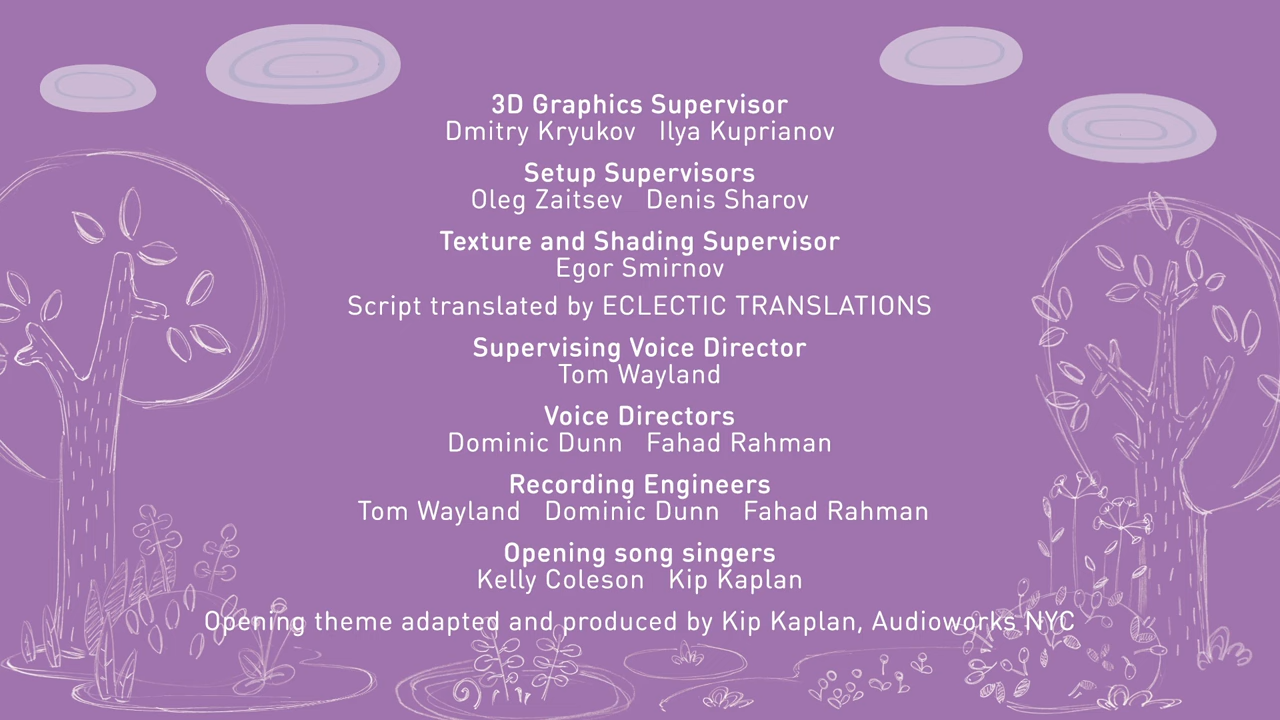 3D Graphics Supervisor
Dmitry Kryukov Ilya Kuprianov
Setup Supervisors
Oleg Zaitsev Denis Sharov
Texture and Shading Supervisor
Egor Smirnov
Script translated by ECLECTIC TRANSLATIONS
Supervising Voice Director
Tom Wayland
Voice Directors
Dominic Dunn Fahad Rahman
Recording Engineers
Tom Wayland Dominic Dunn Fahad Rahman
Opening song singers
Kelly Coleson Kip Kaplan
Opening theme adapted and produced by Kip Kaplan, Audioworks NYC